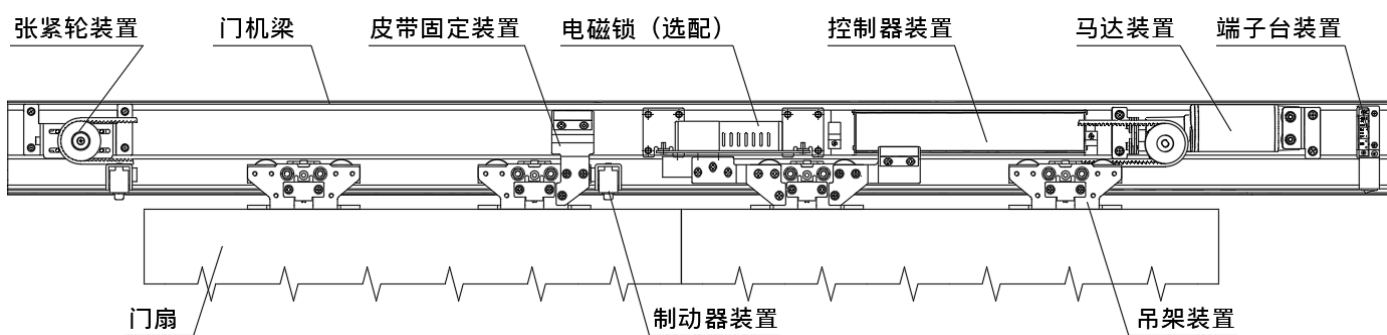 张紧轮装置
门机梁
皮带固定装置
电磁锁（选配）
控制器装置
马达装置
端子台装置
门扇
制动器装置
吊架装置